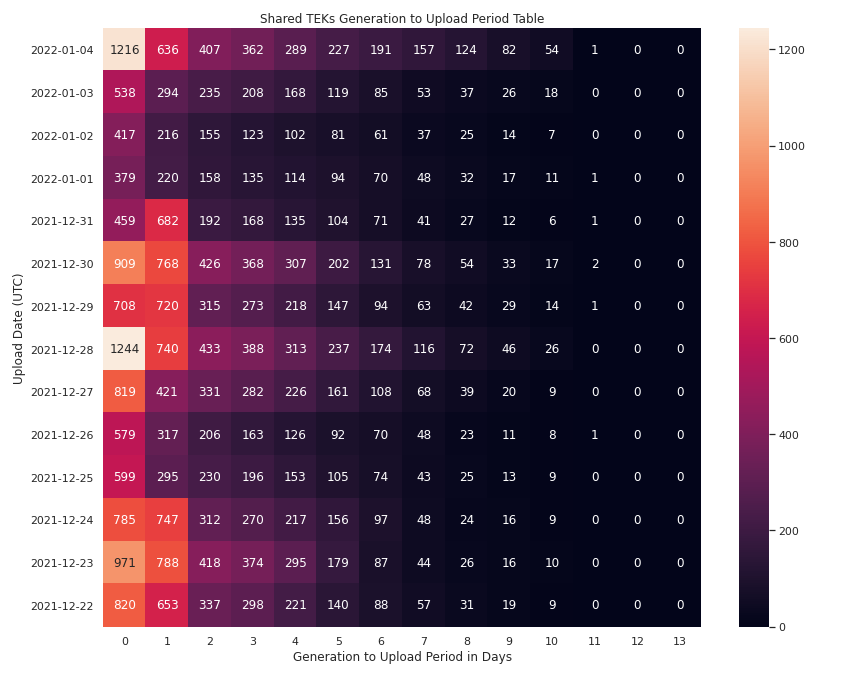 Shared TEKs Generation to Upload Period Table
Upload Date (UTC)
2022-01-04 1216 636 407 362 289 227 191 157 124 82 54 1 0 0
2022-01-03 538 294 235 208 168 119 85 53 37 26 18 0 0 0
2022-01-02 417 216 155 123 102 81 61 37 25 14 7 0 0 0
2022-01-01 379 220 158 135 114 94 70 48 32 17 11 1 0 0
2021-12-31 459 682 192 168 135 104 71 41 27 12 6 1 0 0
2021-12-30 909 768 426 368 307 202 131 78 54 33 17 2 0 0
2021-12-29 708 720 315 273 218 147 94 63 42 29 14 1 0 0
2021-12-28 1244 740 433 388 313 237 174 116 72 46 26 0 0 0
2021-12-27 819 421 331 282 226 161 108 68 39 20 9 0 0 0
2021-12-26 579 317 206 163 126 92 70 48 23 11 8 1 0 0
2021-12-25 599 295 230 196 153 105 74 43 25 13 9 0 0 0
2021-12-24 785 747 312 270 217 156 97 48 24 16 9 0 0 0
2021-12-23 971 788 418 374 295 179 87 44 26 16 10 0 0 0
2021-12-22 820 653 337 298 221 140 88 57 31 19 9 0 0 0
0 1 2 3 4 5 6 7 8 9 10 11 12 13
Generation to Upload Period in Days
1200
1000
800
600
400
200
0